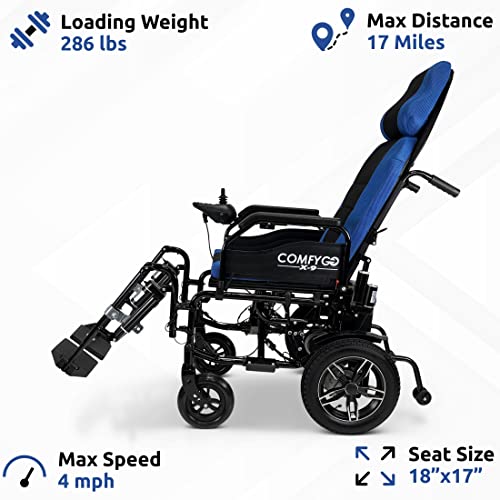 Loading Weight
286 lbs
Max Distance
17 Miles
COMFYGO
X-9
Max Speed
4 mph
Seat Size
18”x17”